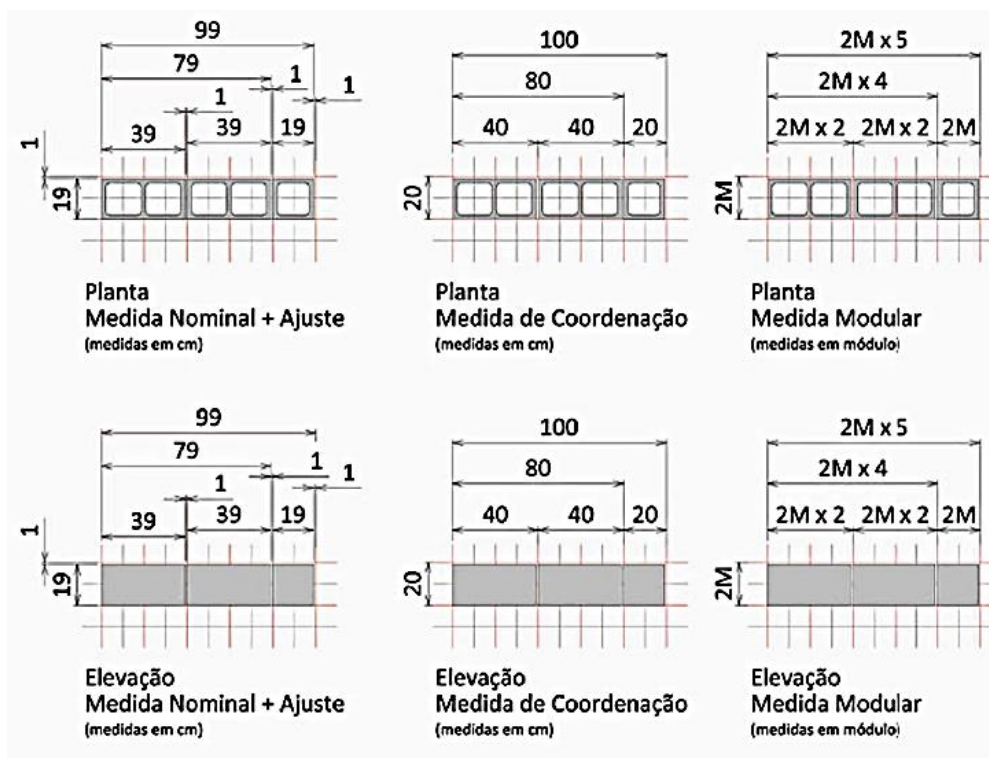 99
79
1
1
1
39
39
19
1
19
Planta
Medida Nominal + Ajuste
(medidas em cm)
100
80
40
40
20
20
Planta
Medida de Coordenação
(medidas em cm)
2M x 5
2M x 4
2M x 2
2M x 2
2M
2M
Planta
Medida Modular
(medidas em módulo)
99
79
1
1
1
39
39
19
1
19
Elevação
Medida Nominal + Ajuste
(medidas em cm)
100
80
40
40
20
20
Elevação
Medida de Coordenação
(medidas em cm)
2M x 5
2M x 4
2M x 2
2M x 2
2M
2M
Elevação
Medida Modular
(medidas em módulo)